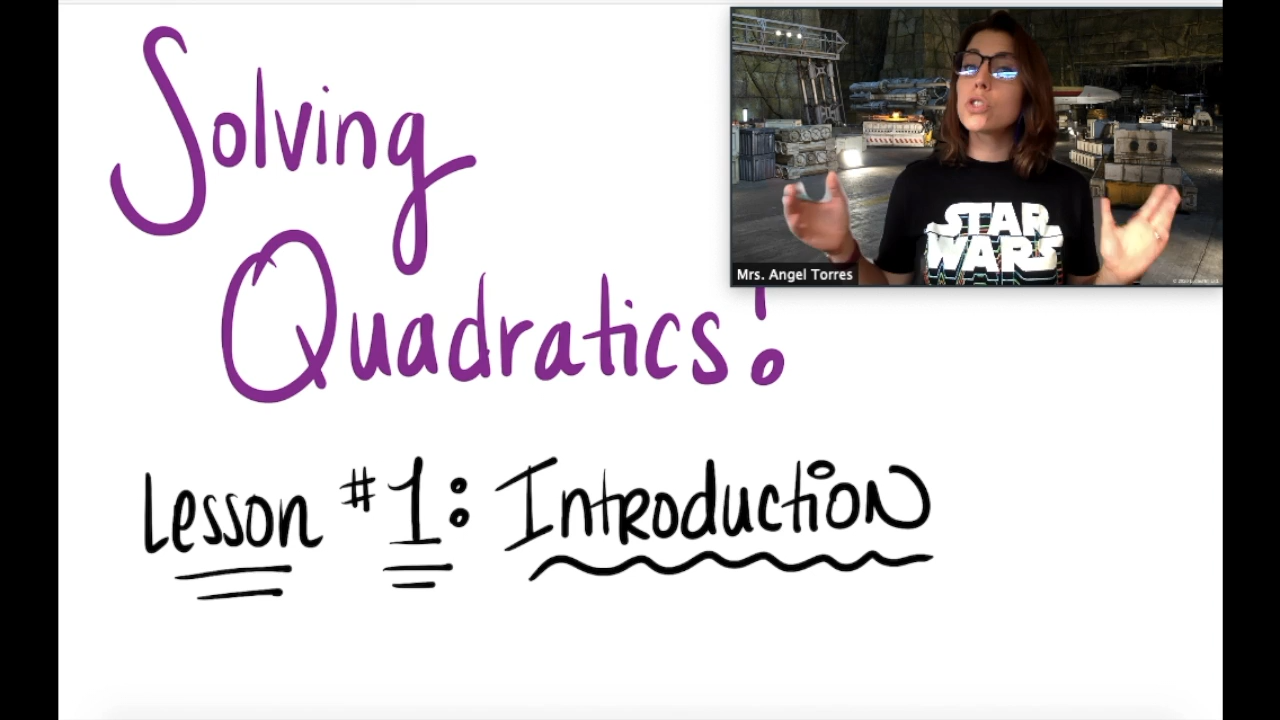 Solving
Quadratics!
STAR
WARS
Mrs. Angel Torres
Lesson #1: Introduction